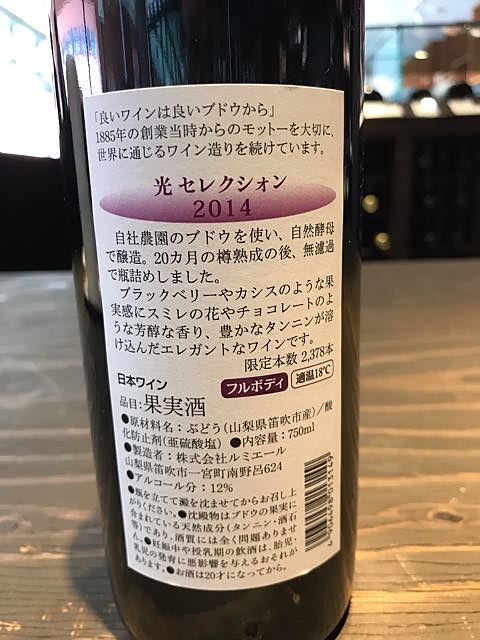 「良いワインは良いブドウから」
1885年の創業当時からのモットーを大切に、
世界に通じるワイン造りを続けています。
光 セレクション
2014
自社農園のブドウを使い、自然酵母
で醸造。20カ月の樽熟成の後、無濾過
で瓶詰めしました。
ブラックベリーやカシスのような果
実感にスミレの花やチョコレートのよ
うな芳醇な香り、豊かなタンニンが溶
け込んだエレガントなワインです。
限定本数 2,378本
日本ワイン
フルボディ
適温18℃
品目:果実酒
●原材料名：ぶどう(山梨県笛吹市産)／酸
化防止剤(亜硫酸塩) ●内容量：750ml
●製造者：株式会社ルミエール
山梨県笛吹市一宮町南野呂624
●アルコール分：12%
●瓶を立てて澱を沈ませてからお召し上
がりください。●沈殿物はブドウの果実に
含まれている天然成分(タンニン・酒石
等)であり、酒質には全く問題ありませ
ん。●妊娠中や授乳期の飲酒は、胎児・
乳児の発育に悪影響を与えるおそれが
あります。●お酒は20才になってから。